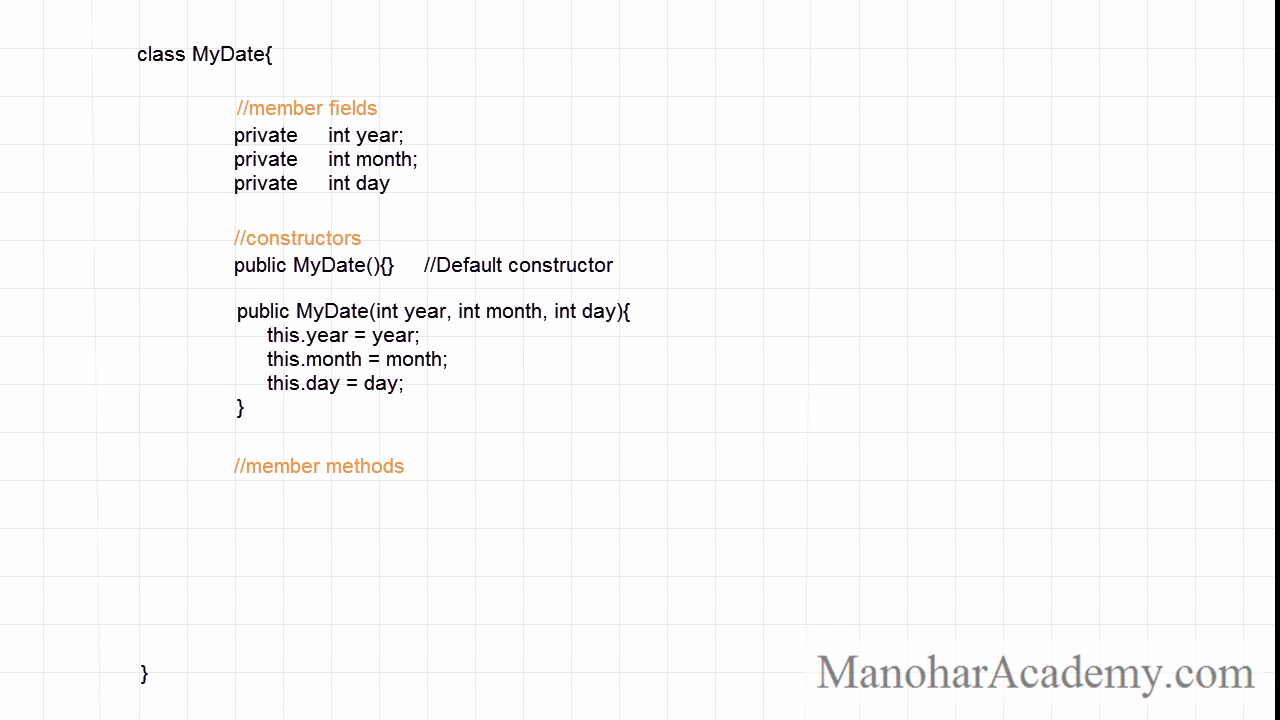 class MyDate{
//member fields
private int year;
private int month;
private int day
//constructors
public MyDate(){} //Default constructor
public MyDate(int year, int month, int day){
this.year = year;
this.month = month;
this.day = day;
}
//member methods
}
ManoharAcademy.com